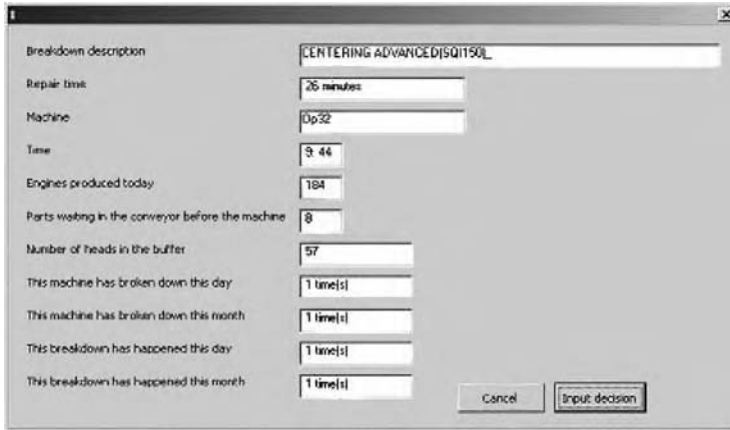 Breakdown description CENTERING ADVANCED(SQI150)_
Repair time 26 minutes
Machine Op32
Time 9: 44
Engines produced today 184
Parts waiting in the conveyor before the machine 8
Number of heads in the buffer 57
This machine has broken down this day 1 time(s)
This machine has broken down this month 1 time(s)
This breakdown has happened this day 1 time(s)
This breakdown has happened this month 1 time(s)
Cancel Input decision